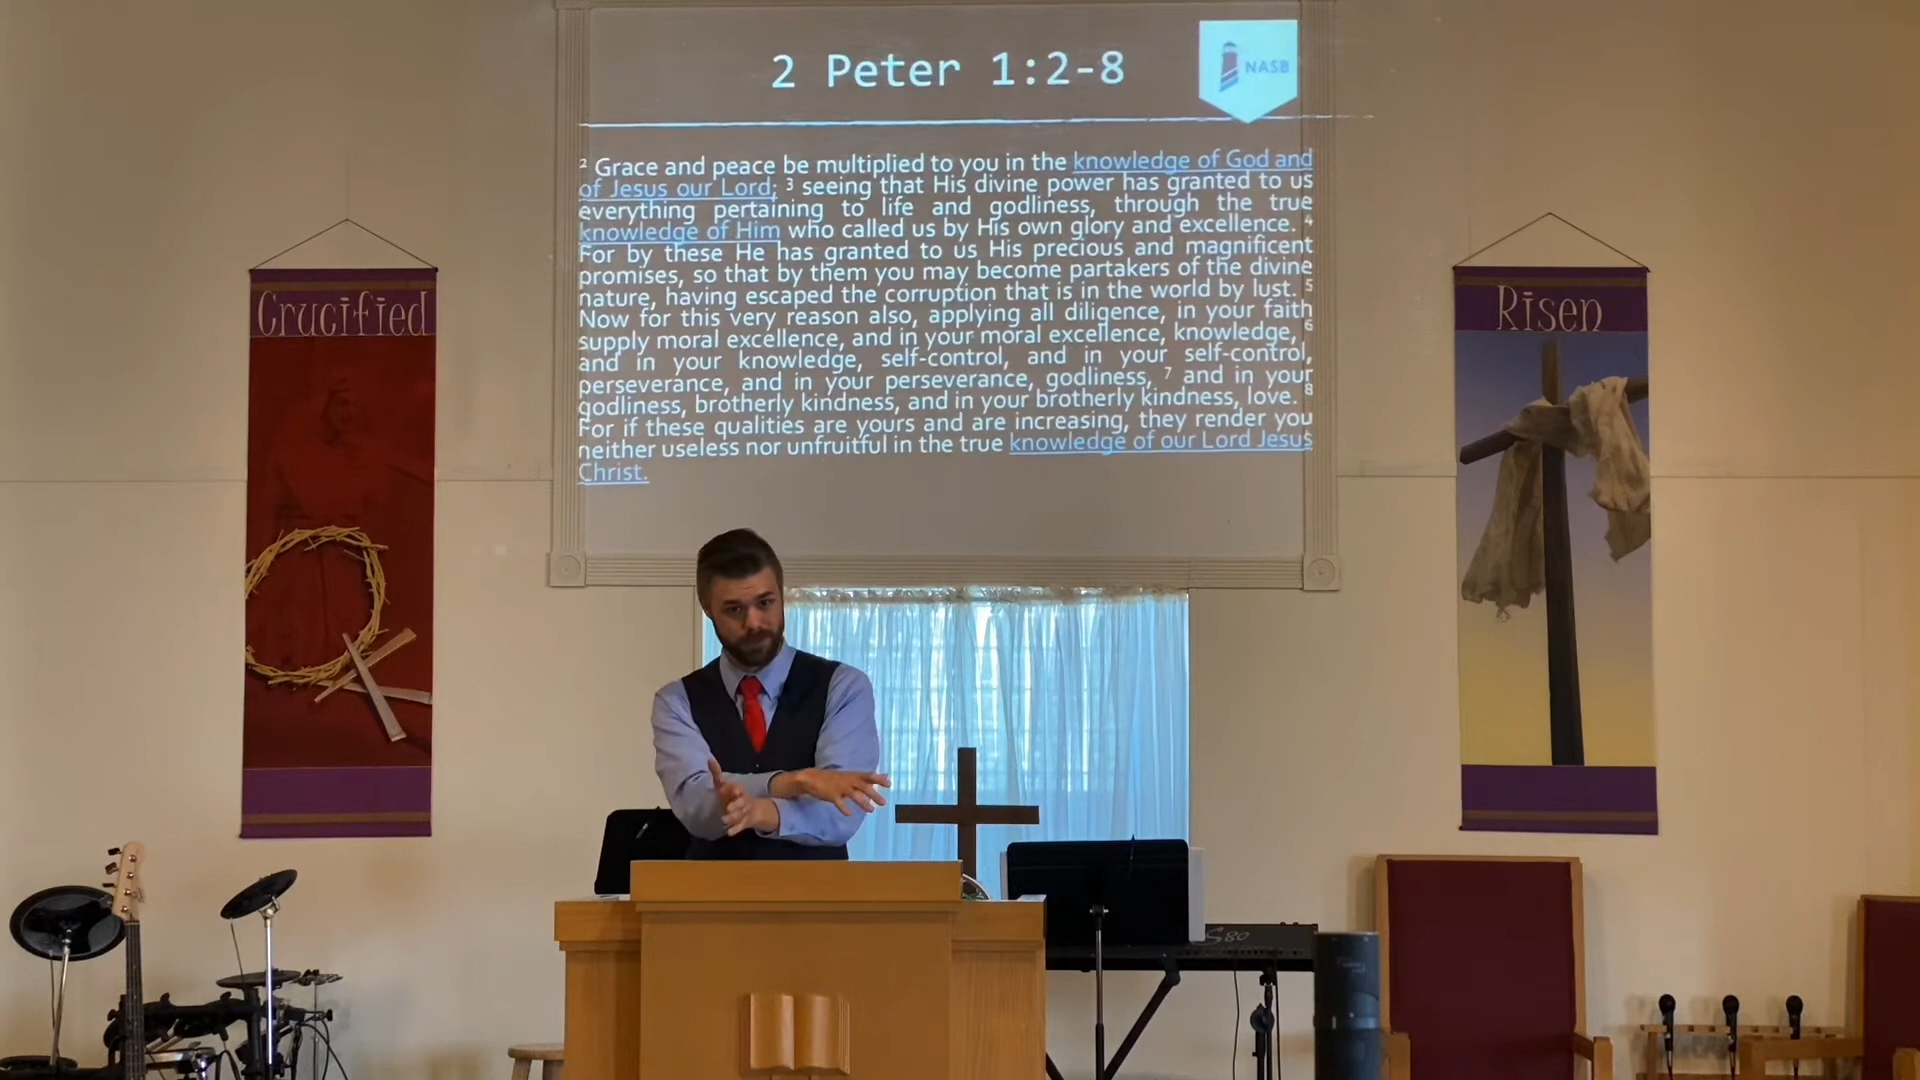 2 Peter 1:2-8
NASB
2 Grace and peace be multiplied to you in the knowledge of God and
of Jesus our Lord; 3 seeing that His divine power has granted to us
everything pertaining to life and godliness, through the true
knowledge of Him who called us by His own glory and excellence. 4
For by these He has granted to us His precious and magnificent
promises, so that by them you may become partakers of the divine
nature, having escaped the corruption that is in the world by lust. 5
Now for this very reason also, applying all diligence, in your faith
supply moral excellence, and in your moral excellence, knowledge, 6
and in your knowledge, self-control, and in your self-control,
perseverance, and in your perseverance, godliness, 7 and in your
godliness, brotherly kindness, and in your brotherly kindness, love. 8
For if these qualities are yours and are increasing, they render you
neither useless nor unfruitful in the true knowledge of our Lord Jesus
Christ.
Crucified
Risen
S80